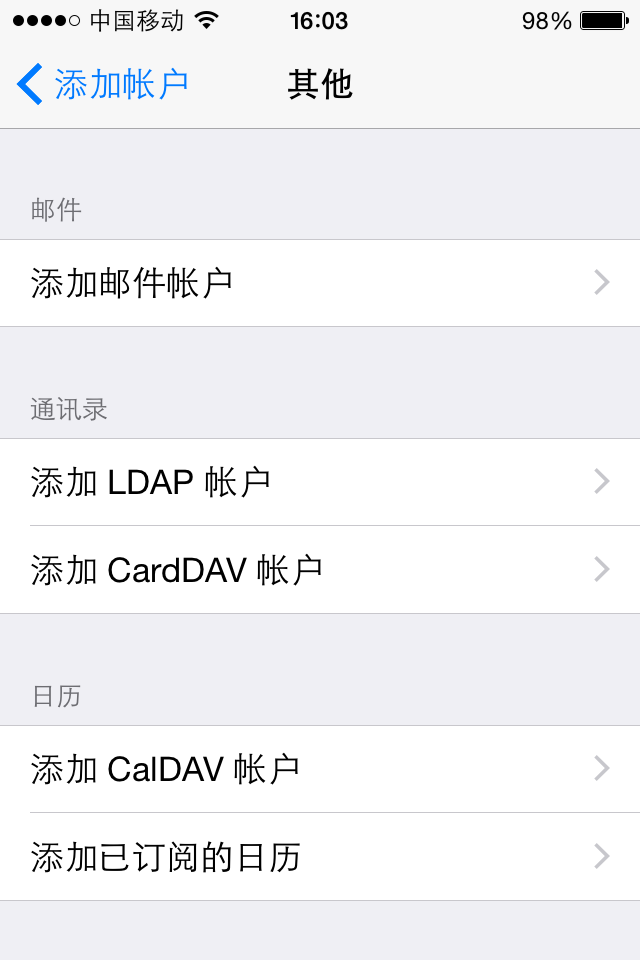 中国移动 16:03 98%
添加帐户 其他
邮件
添加邮件帐户
通讯录
添加 LDAP 帐户
添加 CardDAV 帐户
日历
添加 CalDAV 帐户
添加已订阅的日历